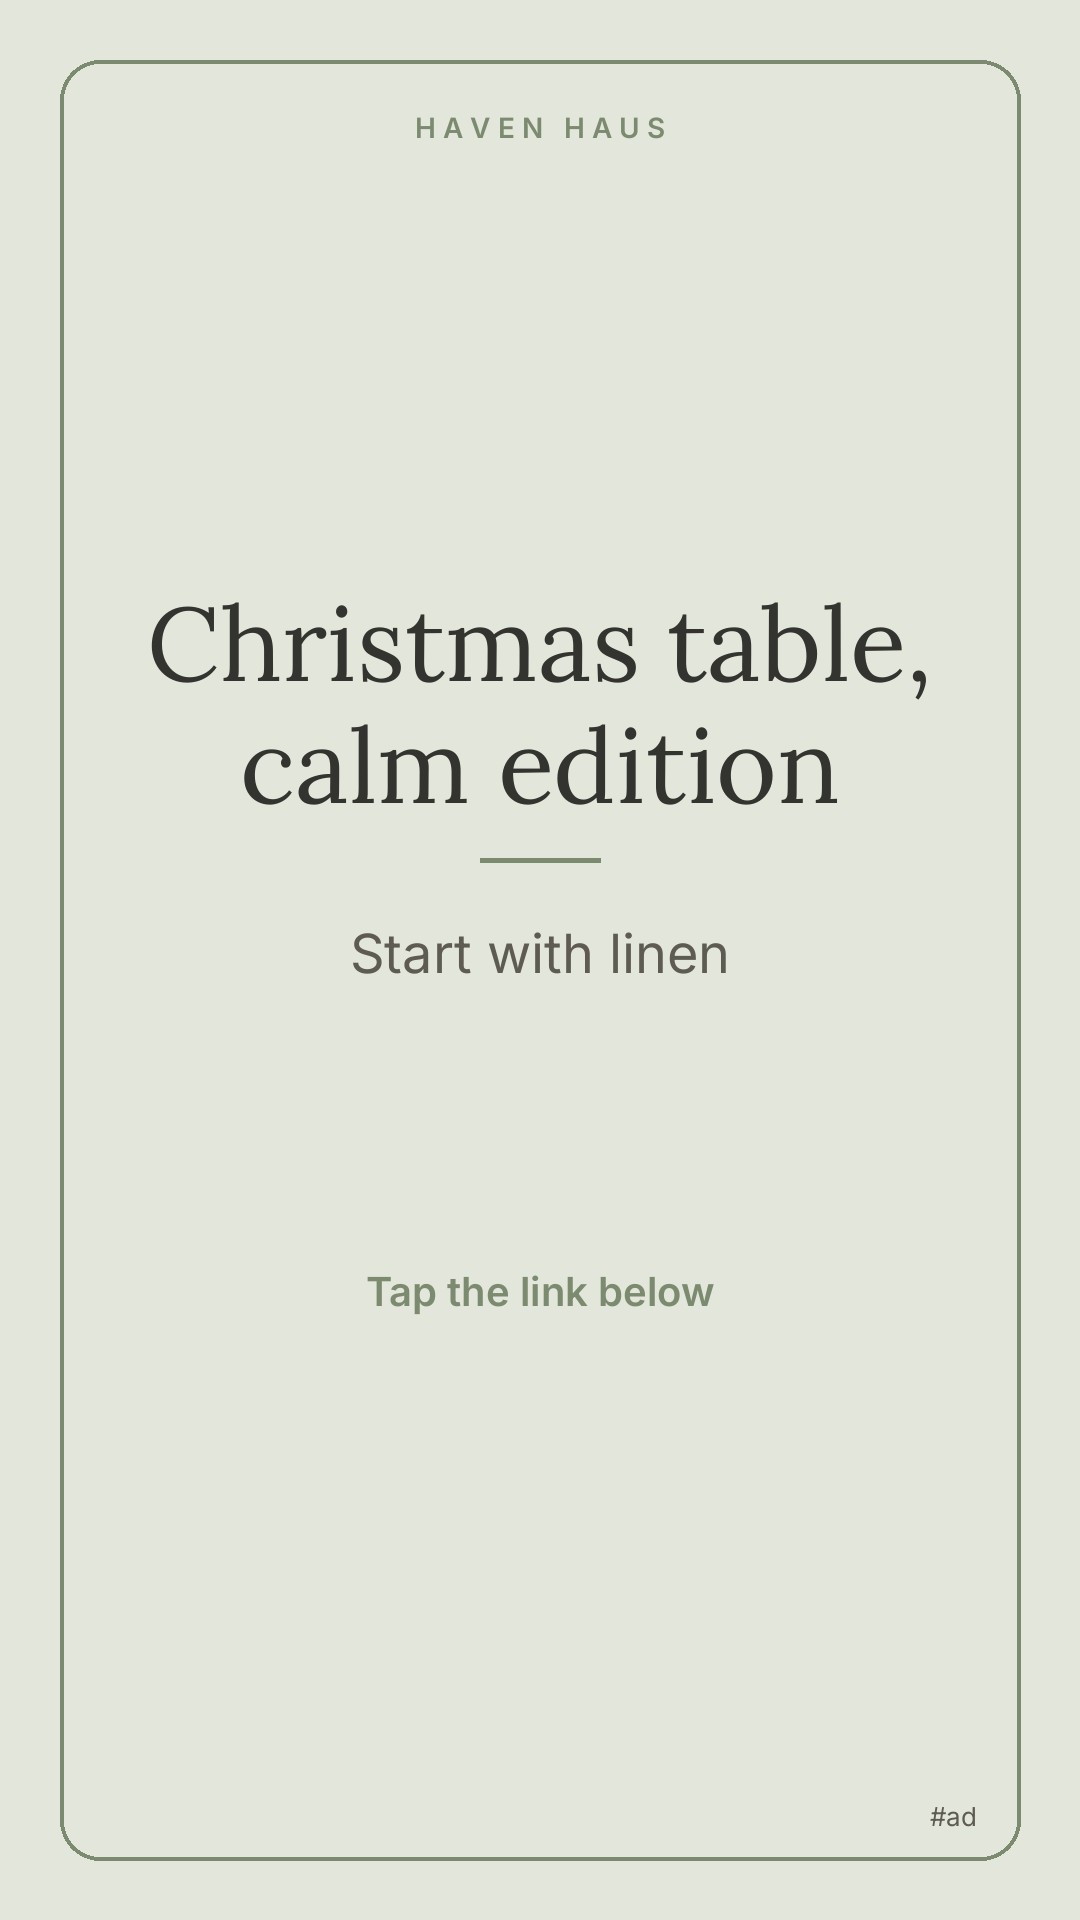 HAVEN HAUS
Christmas table,
calm edition
Start with linen
Tap the link below
#ad